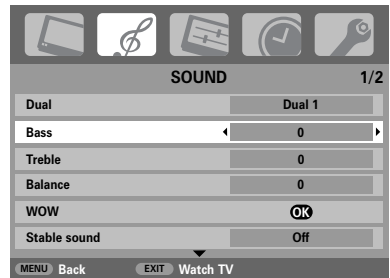 SOUND 1/2
Dual Dual 1
Bass 0
Treble 0
Balance 0
WOW OK
Stable sound Off
MENU Back EXIT Watch TV